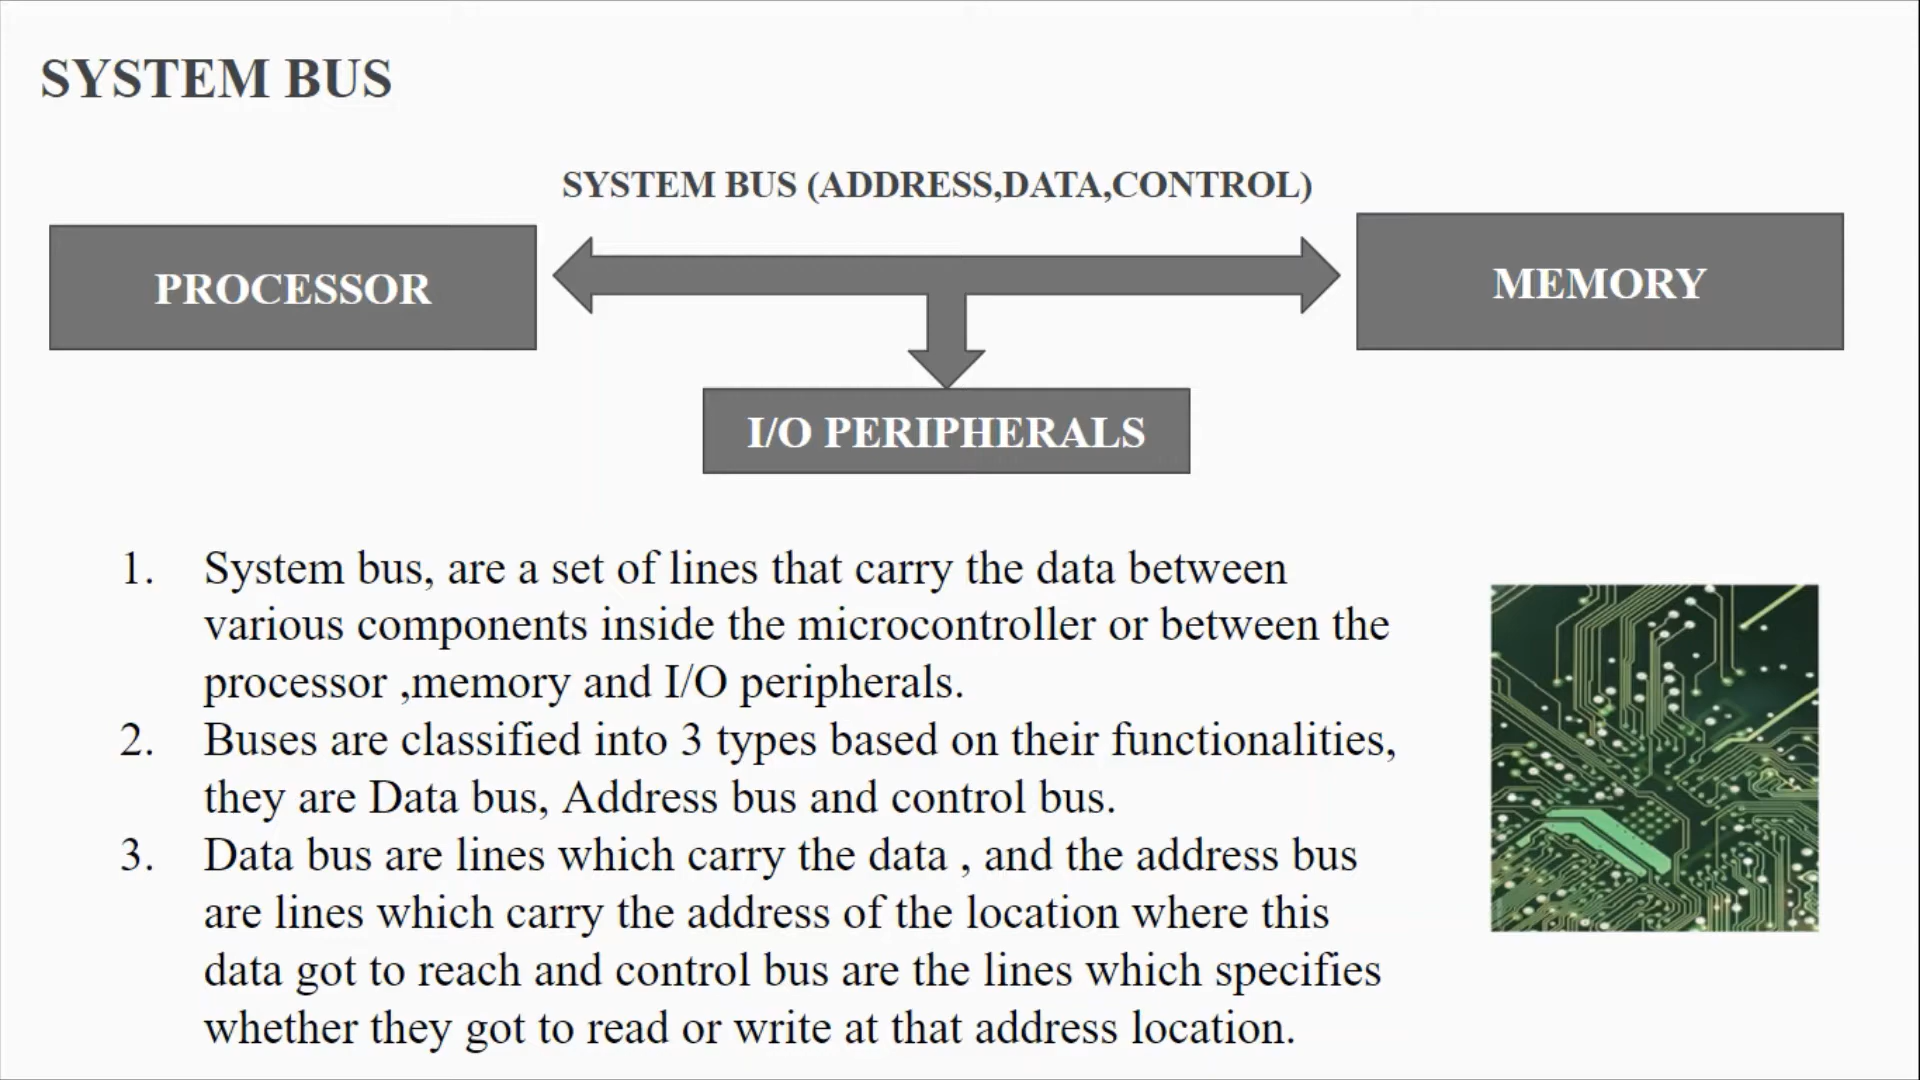 SYSTEM BUS
SYSTEM BUS (ADDRESS,DATA,CONTROL)
PROCESSOR
MEMORY
I/O PERIPHERALS
1. System bus, are a set of lines that carry the data between
various components inside the microcontroller or between the
processor ,memory and I/O peripherals.
2. Buses are classified into 3 types based on their functionalities,
they are Data bus, Address bus and control bus.
3. Data bus are lines which carry the data , and the address bus
are lines which carry the address of the location where this
data got to reach and control bus are the lines which specifies
whether they got to read or write at that address location.